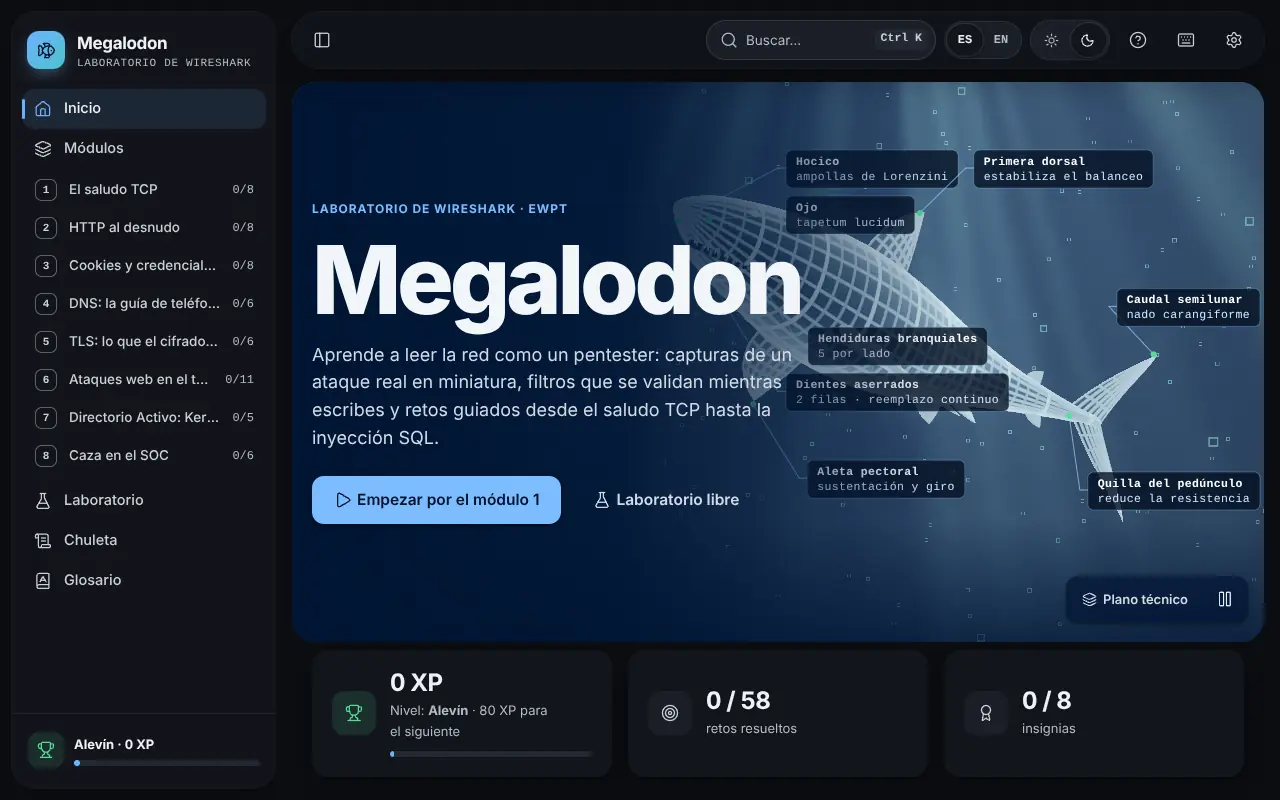 Megalodon
LABORATORIO DE WIRESHARK
Inicio
Módulos
1 El saludo TCP 0/8
2 HTTP al desnudo 0/8
3 Cookies y credencial... 0/8
4 DNS: la guía de teléfo... 0/6
5 TLS: lo que el cifrado... 0/6
6 Ataques web en el t... 0/11
7 Directorio Activo: Ker... 0/5
8 Caza en el SOC 0/6
Laboratorio
Chuleta
Glosario
Alevín · 0 XP
Buscar... Ctrl K
ES EN
LABORATORIO DE WIRESHARK · EWPT
Megalodon
Aprende a leer la red como un pentester: capturas de un
ataque real en miniatura, filtros que se validan mientras
escribes y retos guiados desde el saludo TCP hasta la
inyección SQL.
Empezar por el módulo 1
Laboratorio libre
Hocico
ampollas de Lorenzini
Primera dorsal
estabiliza el balanceo
Ojo
tapetum lucidum
Caudal semilunar
nado carangiforme
Hendiduras branquiales
5 por lado
Dientes aserrados
2 filas · reemplazo continuo
Aleta pectoral
sustentación y giro
Quilla del pedúnculo
reduce la resistencia
Plano técnico
0 XP
Nivel: Alevín · 80 XP para
el siguiente
0 / 58
retos resueltos
0 / 8
insignias